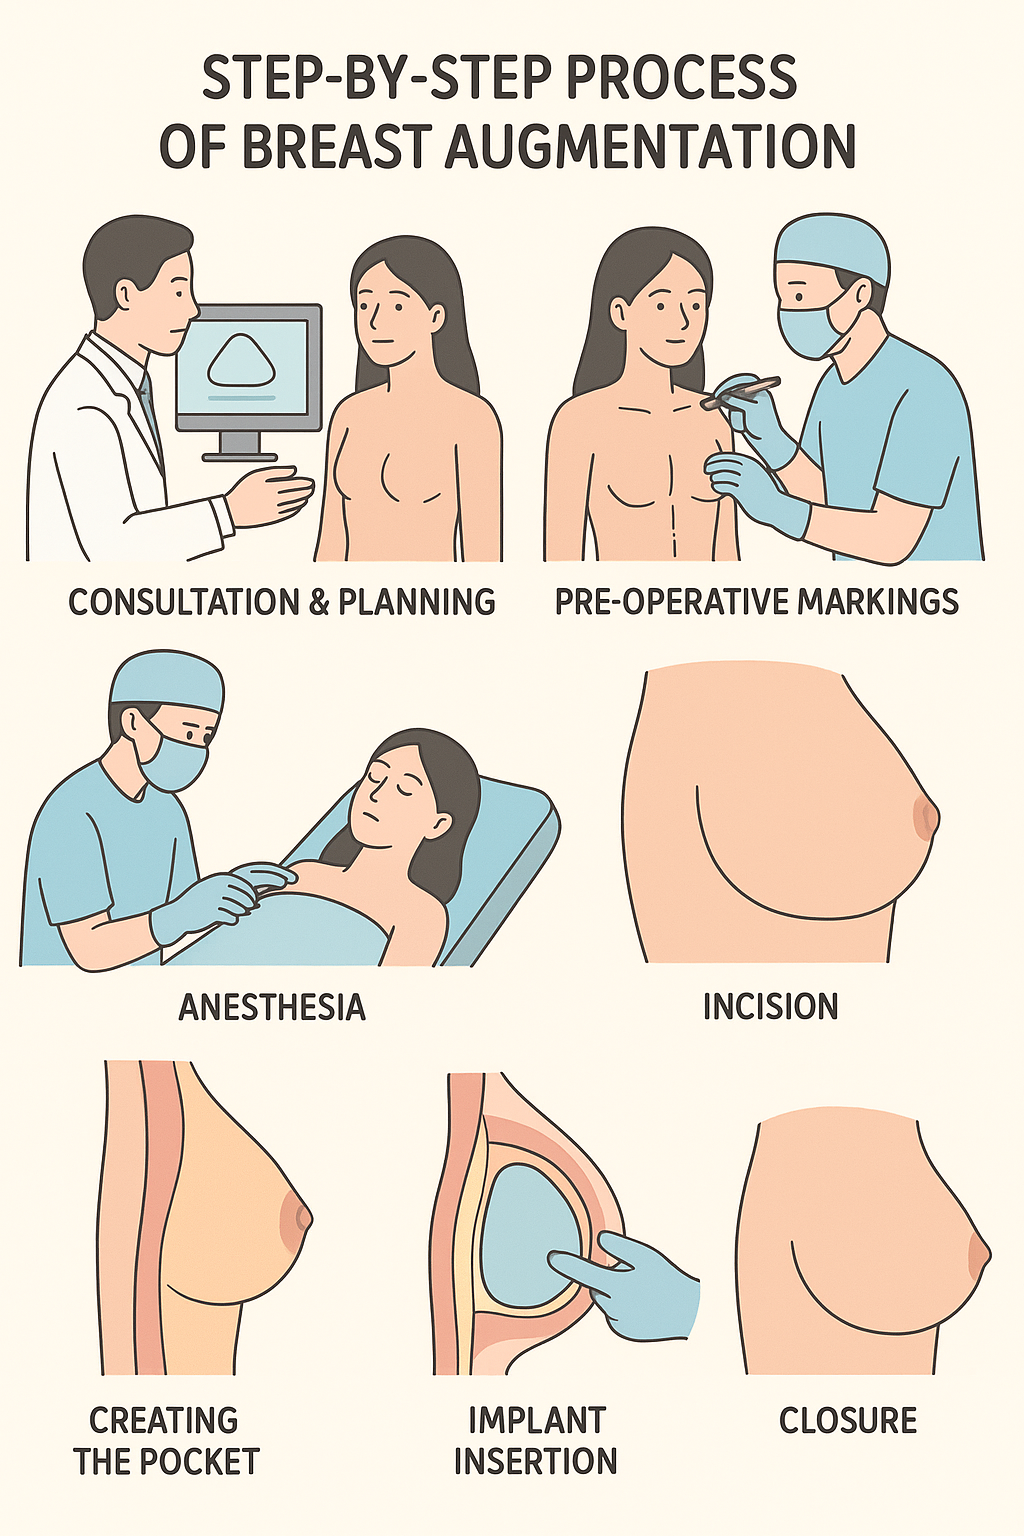 STEP-BY-STEP PROCESS
OF BREAST AUGMENTATION
CONSULTATION & PLANNING
PRE-OPERATIVE MARKINGS
ANESTHESIA
INCISION
CREATING
THE POCKET
IMPLANT
INSERTION
CLOSURE